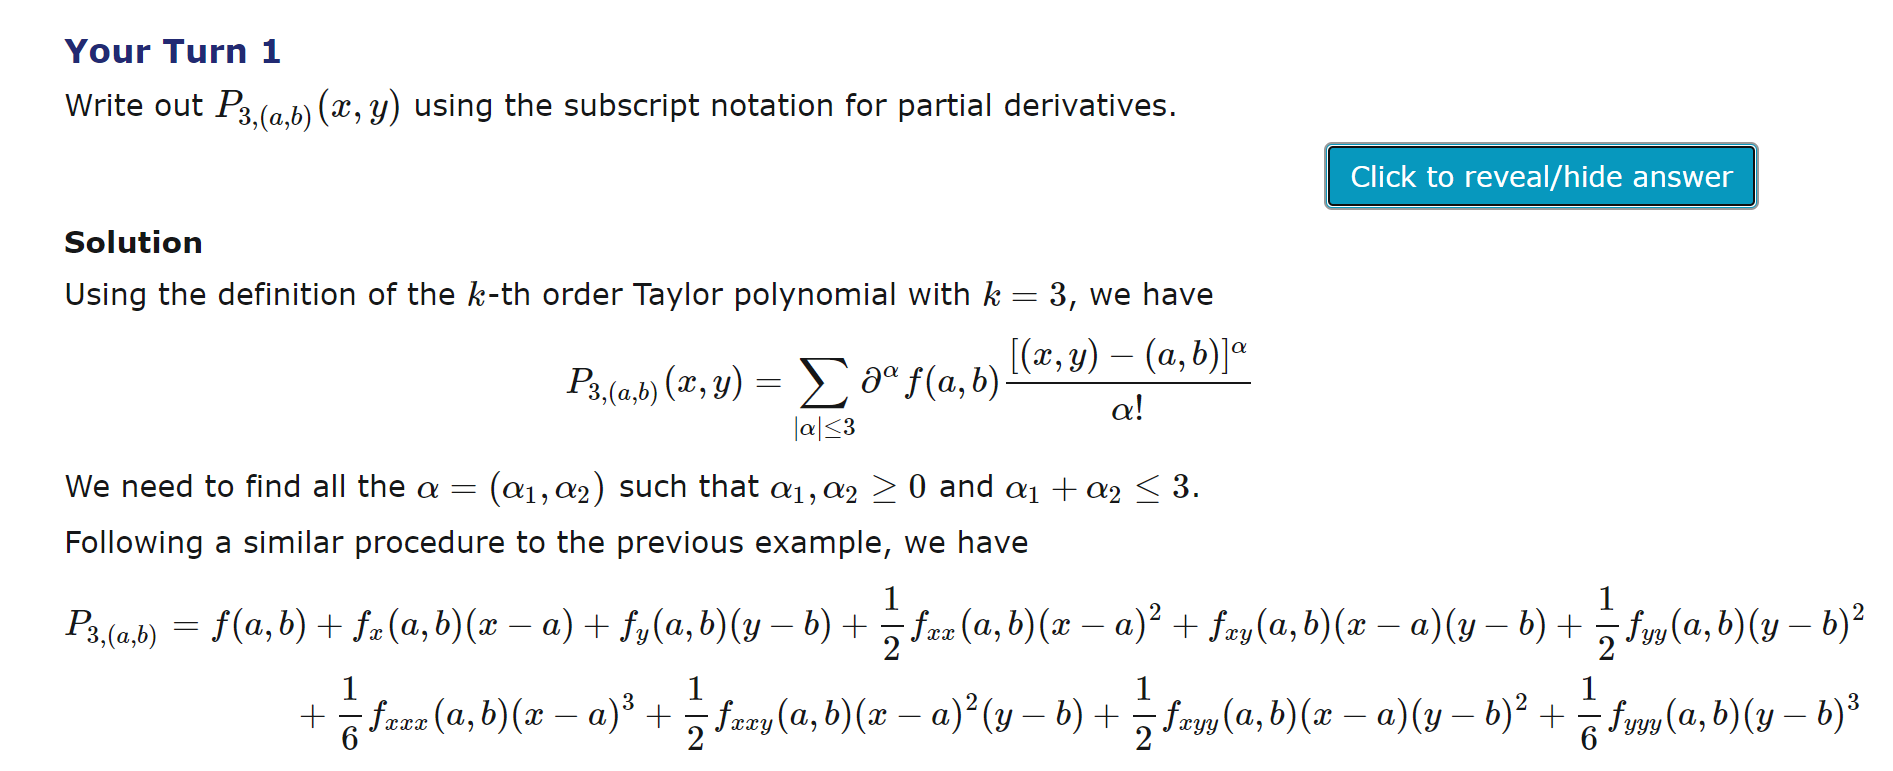 Your Turn 1
Write out $P_{3,(a,b)}(x,y)$ using the subscript notation for partial derivatives.
Click to reveal/hide answer
Solution
Using the definition of the $k$-th order Taylor polynomial with $k = 3$, we have
$P_{3,(a,b)}(x,y) = \sum_{|\alpha|\leq 3} \partial^{\alpha} f(a,b) \frac{[(x,y)-(a,b)]^{\alpha}}{\alpha!}$
We need to find all the $\alpha = (\alpha_1, \alpha_2)$ such that $\alpha_1, \alpha_2 \geq 0$ and $\alpha_1 + \alpha_2 \leq 3$.
Following a similar procedure to the previous example, we have
$P_{3,(a,b)} = f(a,b) + f_x(a,b)(x-a) + f_y(a,b)(y-b) + \frac{1}{2} f_{xx}(a,b)(x-a)^2 + f_{xy}(a,b)(x-a)(y-b) + \frac{1}{2} f_{yy}(a,b)(y-b)^2$
$+ \frac{1}{6} f_{xxx}(a,b)(x-a)^3 + \frac{1}{2} f_{xxy}(a,b)(x-a)^2(y-b) + \frac{1}{2} f_{xyy}(a,b)(x-a)(y-b)^2 + \frac{1}{6} f_{yyy}(a,b)(y-b)^3$